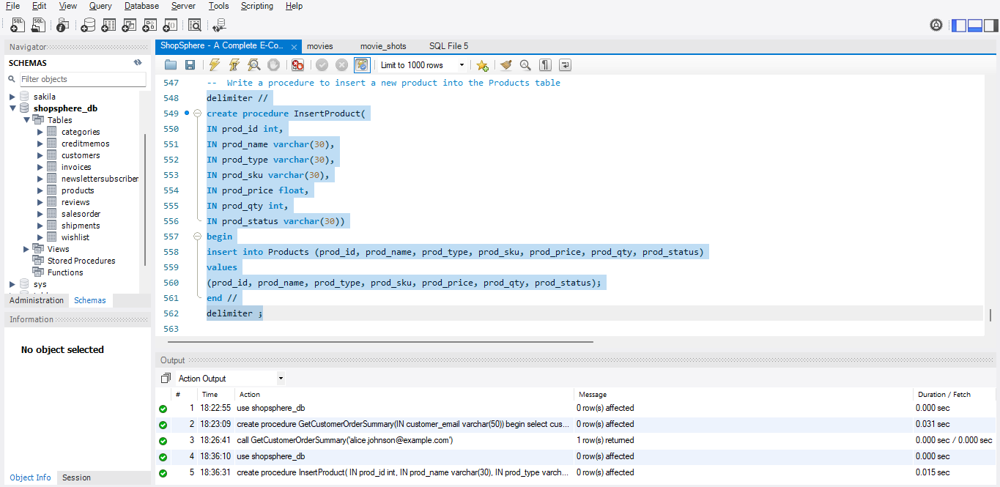 File Edit View Query Database Server Tools Scripting Help
Navigator
SCHEMAS
Filter objects
sakila
shopsphere_db
Tables
categories
creditmemos
customers
invoices
newslettersubscriber
products
reviews
salesorder
shipments
wishlist
Views
Stored Procedures
Functions
sys
Administration Schemas
Information
No object selected
Object Info Session
ShopSphere - A Complete E-Co... movies movie_shots SQL File 5
Limit to 1000 rows
547 -- Write a procedure to insert a new product into the Products table
548 delimiter //
549 create procedure InsertProduct(
550 IN prod_id int,
551 IN prod_name varchar(30),
552 IN prod_type varchar(30),
553 IN prod_sku varchar(30),
554 IN prod_price float,
555 IN prod_qty int,
556 IN prod_status varchar(30))
557 begin
558 insert into Products (prod_id, prod_name, prod_type, prod_sku, prod_price, prod_qty, prod_status)
559 values
560 (prod_id, prod_name, prod_type, prod_sku, prod_price, prod_qty, prod_status);
561 end //
562 delimiter ;
563
Output
Action Output
# Time Action Message Duration / Fetch
1 18:22:55 use shopsphere_db 0 row(s) affected 0.000 sec
2 18:23:09 create procedure GetCustomerOrderSummary(IN customer_email varchar(50)) begin select cus... 0 row(s) affected 0.031 sec
3 18:26:41 call GetCustomerOrderSummary('alice.johnson@example.com') 1 row(s) returned 0.000 sec / 0.000 sec
4 18:36:10 use shopsphere_db 0 row(s) affected 0.000 sec
5 18:36:31 create procedure InsertProduct( IN prod_id int, IN prod_name varchar(30), IN prod_type varch... 0 row(s) affected 0.015 sec